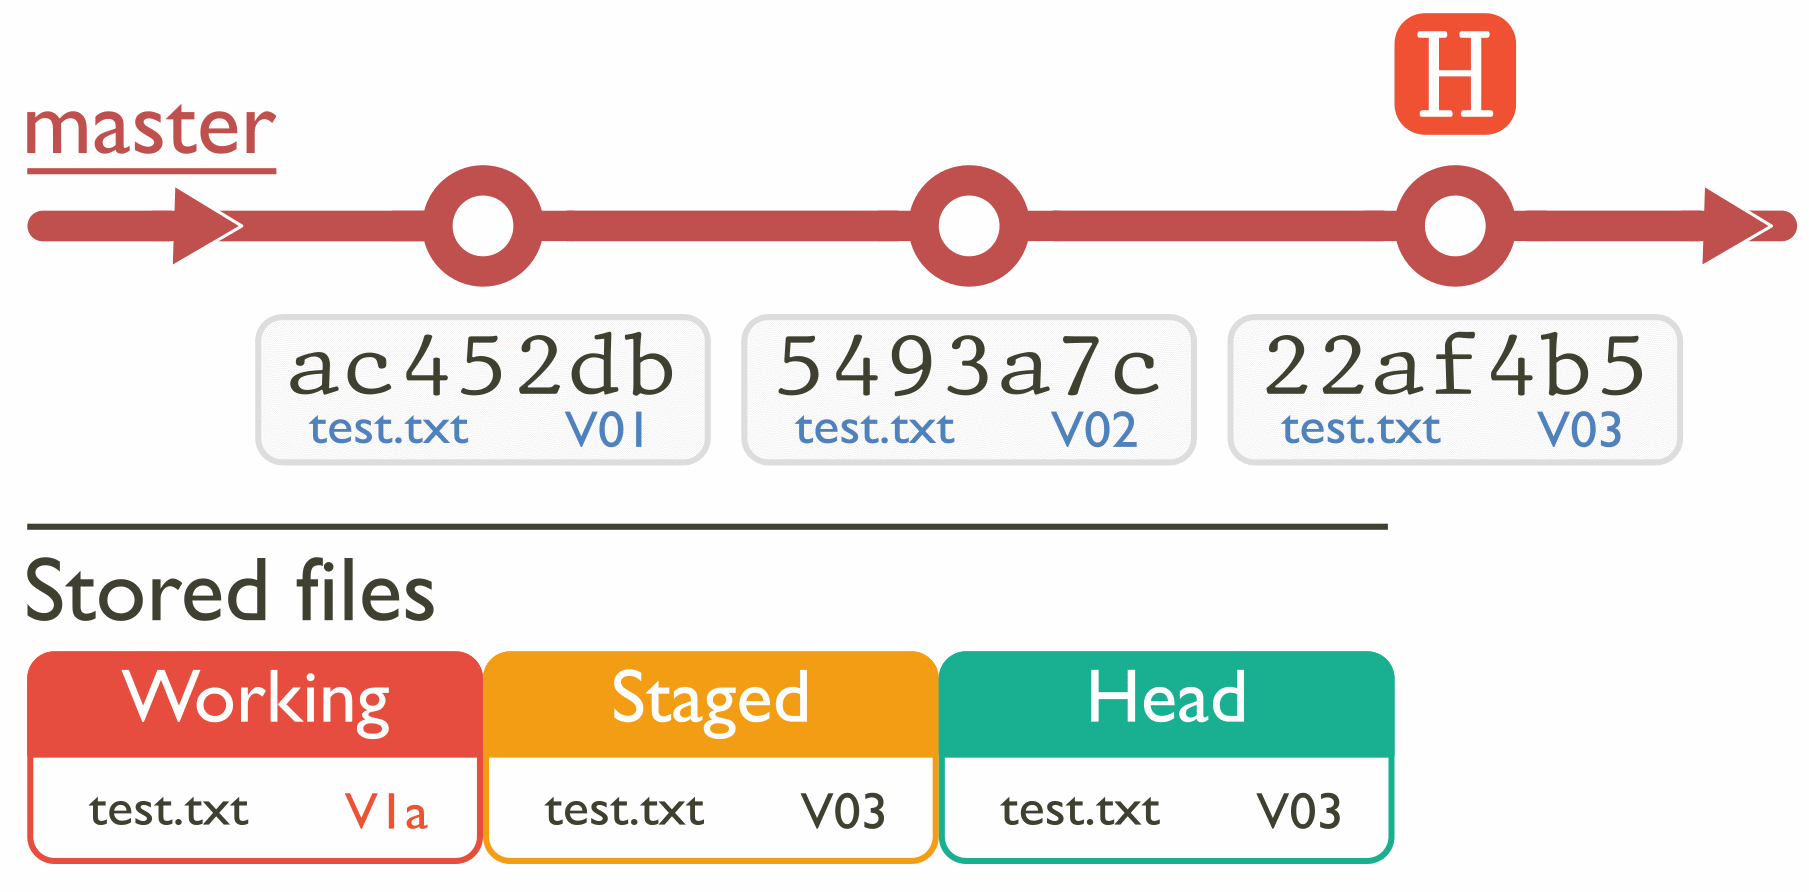 H
master
ac452db 5493a7c 22af4b5
test.txt V01 test.txt V02 test.txt V03
Stored files
Working Staged Head
test.txt V1a test.txt V03 test.txt V03